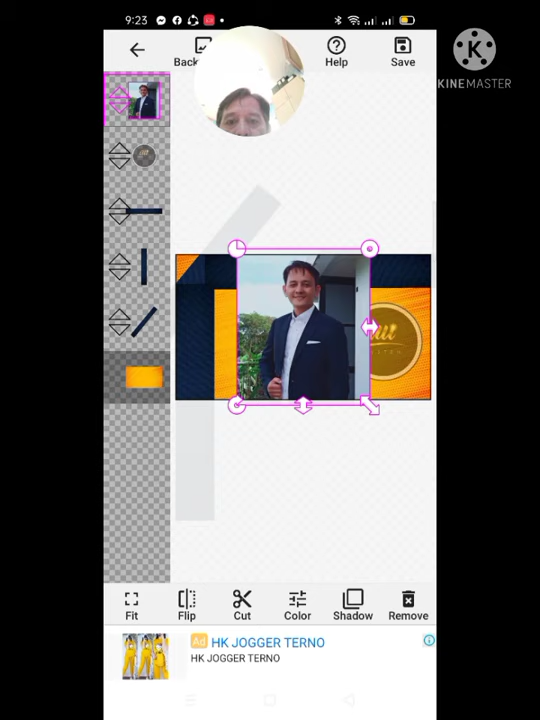 9:23
Back
Help
Save
KINEMASTER
Fit
Flip
Cut
Color
Shadow
Remove
Ad HK JOGGER TERNO
HK JOGGER TERNO